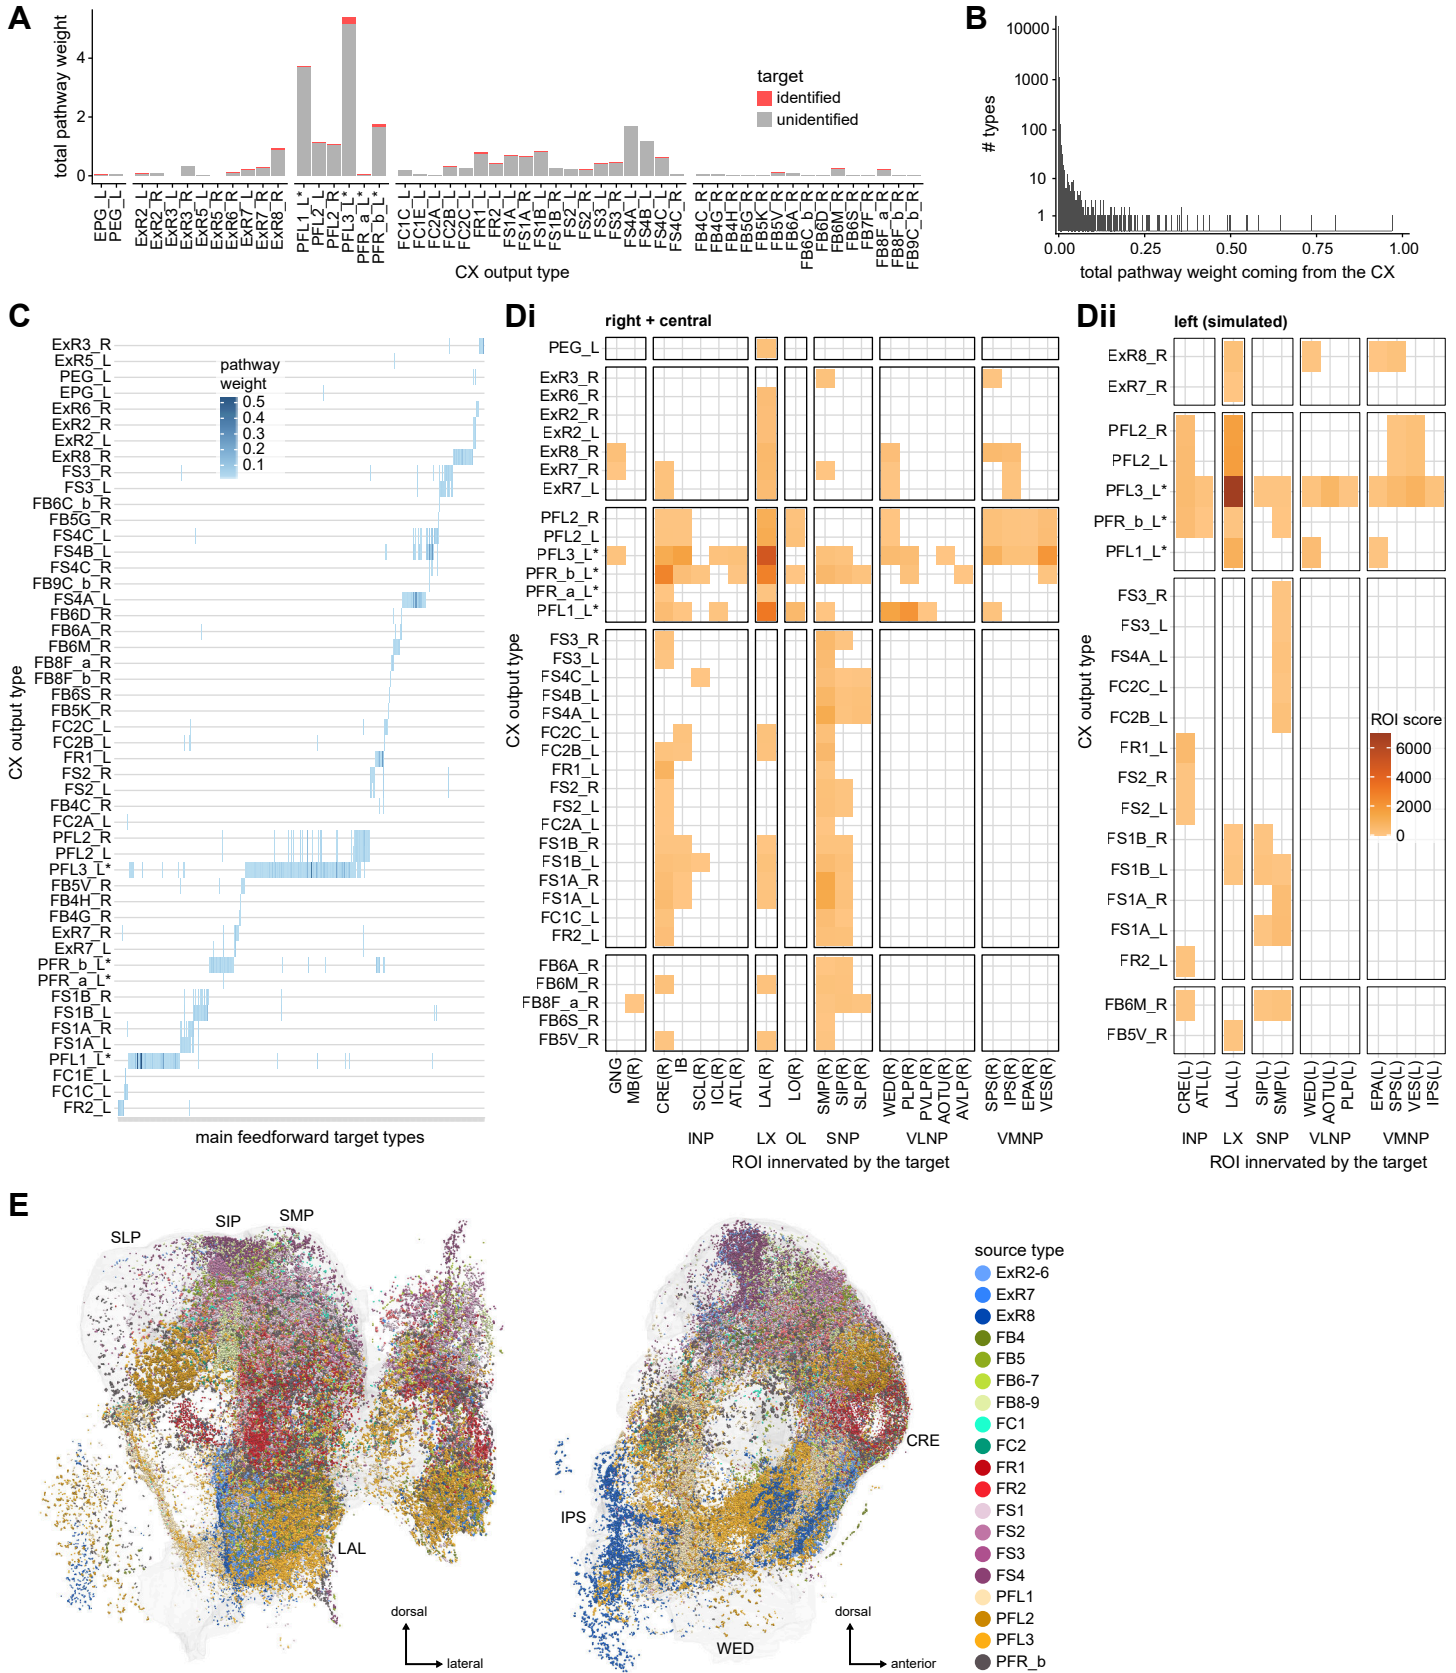 A
total pathway weight
4
2
0
target
identified
unidentified
EPG_L
PEG_L
ExR2_L
ExR2_R
ExR3_L
ExR3_R
ExR5_L
ExR5_R
ExR6_R
ExR7_L
ExR7_R
ExR8_R
PFL1_L*
PFL2_L
PFL2_R
PFL3_L*
PFR_a_L*
PFR_b_L*
FC1C_L
FC1E_L
FC2A_L
FC2B_L
FC2C_L
FR1_L
FR2_L
FS1A_L
FS1A_R
FS1B_L
FS1B_R
FS2_L
FS2_R
FS3_L
FS3_R
FS4A_L
FS4B_L
FS4C_L
FS4C_R
FB4C_R
FB4G_R
FB4H_R
FB5G_R
FB5K_R
FB5V_R
FB6A_R
FB6C_b_R
FB6D_R
FB6M_R
FB6S_R
FB7F_R
FB8F_a_R
FB8F_b_R
FB9C_b_R
CX output type
B
# types
10000
1000
100
10
1
0.00
0.25
0.50
0.75
1.00
total pathway weight coming from the CX
C
CX output type
pathway
weight
0.5
0.4
0.3
0.2
0.1
ExR3_R
ExR5_L
PEG_L
EPG_L
ExR6_R
ExR2_R
ExR2_L
ExR8_R
FS3_R
FS3_L
FB6C_b_R
FB5G_R
FS4C_L
FS4B_L
FS4C_R
FB9C_b_R
FS4A_L
FB6D_R
FB6A_R
FB6M_R
FB8F_a_R
FB8F_b_R
FB6S_R
FB5K_R
FC2C_L
FC2B_L
FR1_L
FS2_R
FS2_L
FB4C_R
FC2A_L
PFL2_R
PFL2_L
PFL3_L*
FB5V_R
FB4H_R
FB4G_R
ExR7_R
ExR7_L
PFR_b_L*
PFR_a_L*
FS1B_R
FS1B_L
FS1A_R
FS1A_L
PFL1_L*
FC1E_L
FC1C_L
FR2_L
main feedforward target types
Di
right + central
CX output type
PEG_L
ExR3_R
ExR6_R
ExR2_R
ExR2_L
ExR8_R
ExR7_R
ExR7_L
PFL2_R
PFL2_L
PFL3_L*
PFR_b_L*
PFR_a_L*
PFL1_L*
FS3_R
FS3_L
FS4C_L
FS4B_L
FS4A_L
FC2C_L
FC2B_L
FR1_L
FS2_R
FS2_L
FC2A_L
FS1B_R
FS1B_L
FS1A_R
FS1A_L
FC1C_L
FR2_L
FB6A_R
FB6M_R
FB8F_a_R
FB6S_R
FB5V_R
GNG
MB(R)
CRE(R)
IB
SCL(R)
ICL(R)
ATL(R)
LAL(R)
LO(R)
SMP(R)
SIP(R)
SLP(R)
WED(R)
PLP(R)
PVLP(R)
AOTU(R)
AVLP(R)
SPS(R)
IPS(R)
EPA(R)
VES(R)
INP
LX
OL
SNP
VLNP
VMNP
ROI innervated by the target
Dii
left (simulated)
CX output type
ExR8_R
ExR7_R
PFL2_R
PFL2_L
PFL3_L*
PFR_b_L*
PFL1_L*
FS3_R
FS3_L
FS4A_L
FC2C_L
FC2B_L
FR1_L
FS2_R
FS2_L
FS1B_R
FS1B_L
FS1A_R
FS1A_L
FR2_L
FB6M_R
FB5V_R
ROI score
6000
4000
2000
0
CRE(L)
ATL(L)
LAL(L)
SIP(L)
SMP(L)
WED(L)
AOTU(L)
PLP(L)
EPA(L)
SPS(L)
VES(L)
IPS(L)
INP
LX
SNP
VLNP
VMNP
ROI innervated by the target
E
SLP
SIP
SMP
LAL
dorsal
lateral
IPS
CRE
WED
dorsal
anterior
source type
ExR2-6
ExR7
ExR8
FB4
FB5
FB6-7
FB8-9
FC1
FC2
FR1
FR2
FS1
FS2
FS3
FS4
PFL1
PFL2
PFL3
PFR_b